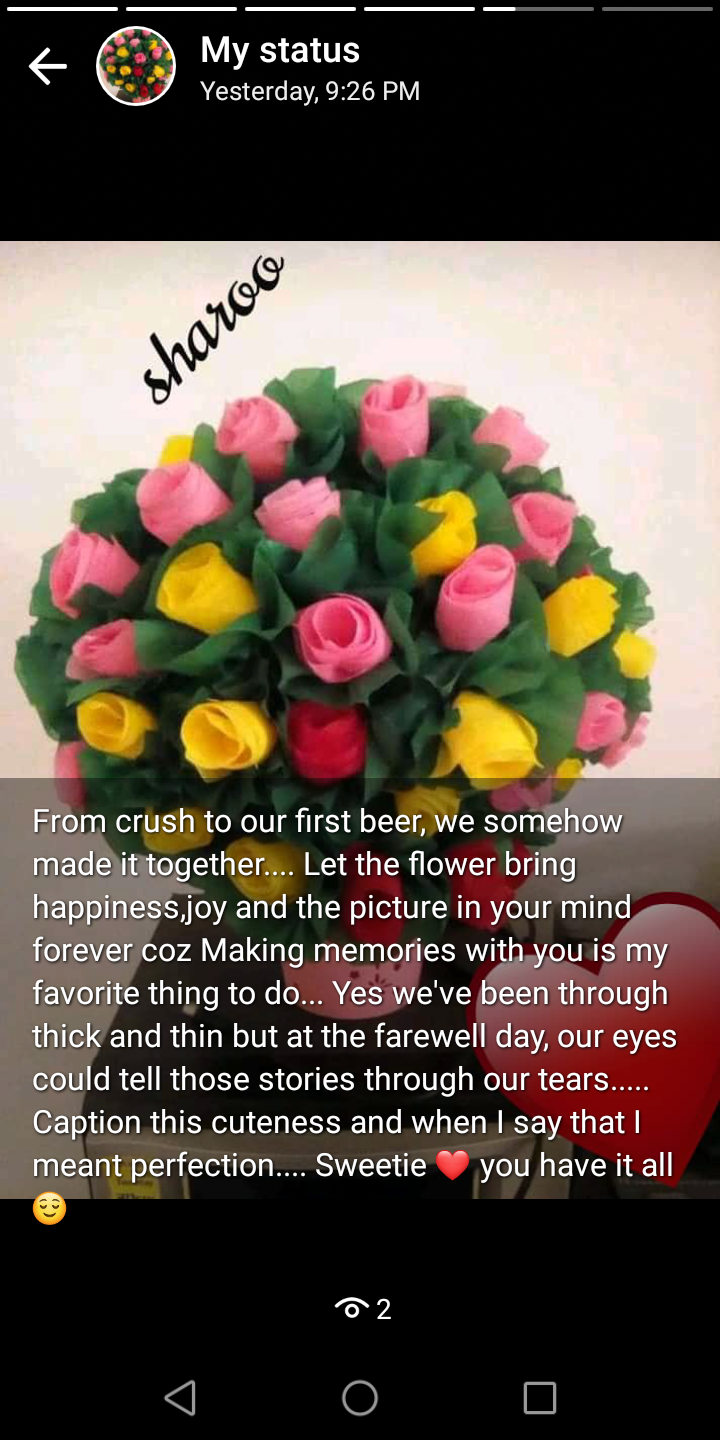 My status
Yesterday, 9:26 PM
sharoo
From crush to our first beer, we somehow
made it together.... Let the flower bring
happiness,joy and the picture in your mind
forever coz Making memories with you is my
favorite thing to do... Yes we've been through
thick and thin but at the farewell day, our eyes
could tell those stories through our tears.....
Caption this cuteness and when I say that I
meant perfection.... Sweetie ❤️ you have it all
😌
2